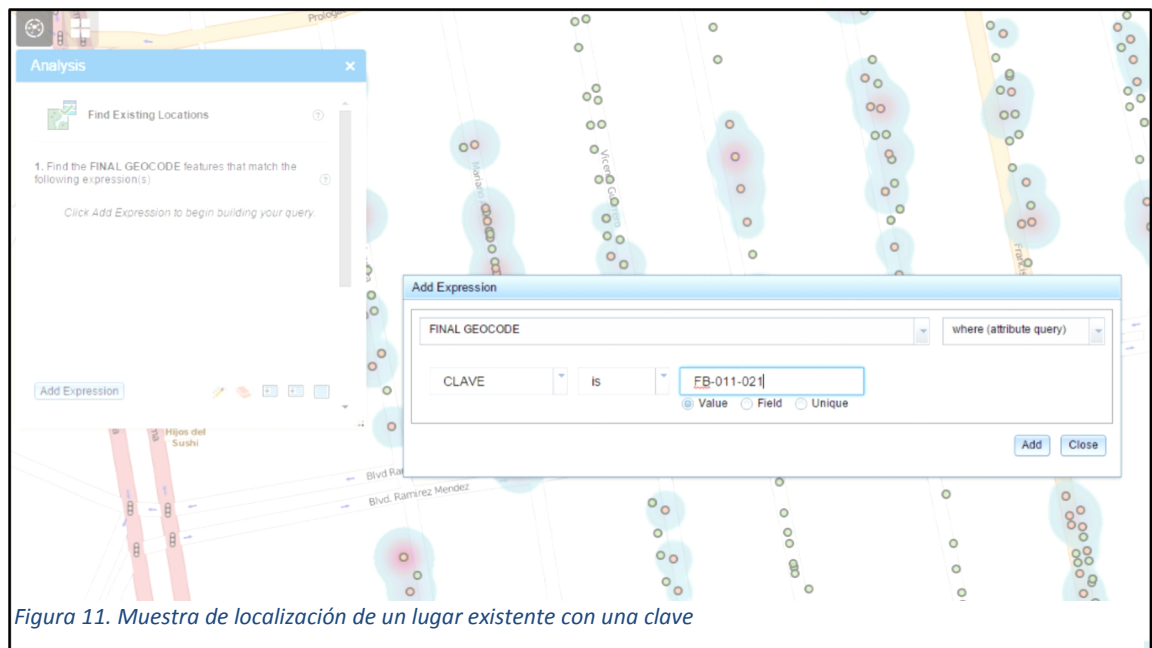 Analysis
Find Existing Locations
1. Find the FINAL GEOCODE features that match the
following expression(s)
Click Add Expression to begin building your query.
Add Expression
Add Expression
FINAL GEOCODE
where (attribute query)
CLAVE
is
FB-011-021
Value
Field
Unique
Add
Close
Hijos del
Sushi
Blvd Ra
Blvd. Ramirez Mendez
Mariano
Figura 11. Muestra de localización de un lugar existente con una clave